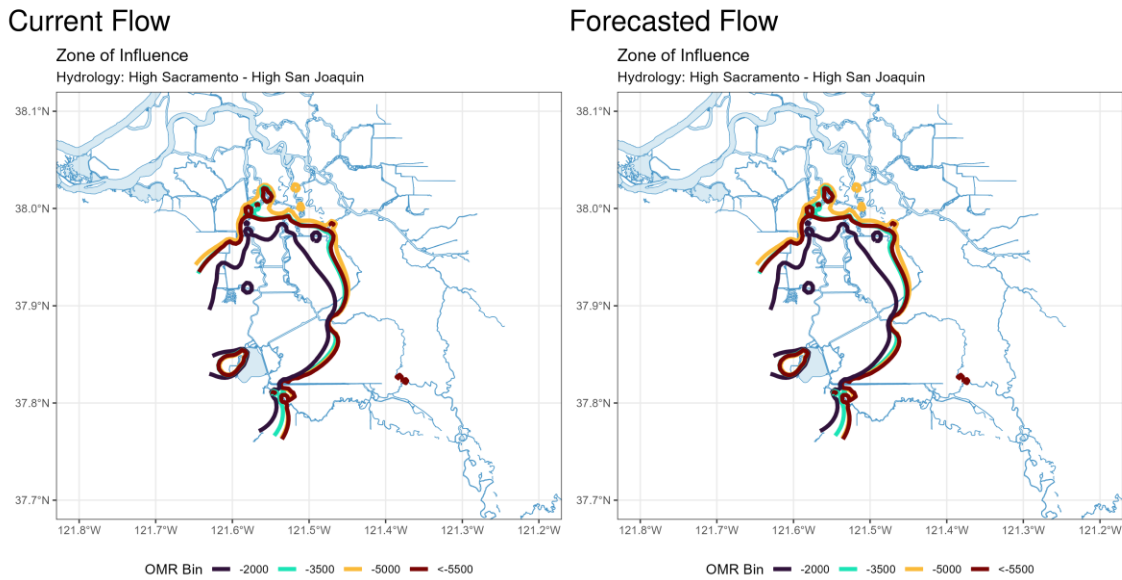 Current Flow
Zone of Influence
Hydrology: High Sacramento - High San Joaquin
38.1°N
38.0°N
37.9°N
37.8°N
37.7°N
121.8°W 121.7°W 121.6°W 121.5°W 121.4°W 121.3°W 121.2°W
OMR Bin -2000 -3500 -5000 <-5500
Forecasted Flow
Zone of Influence
Hydrology: High Sacramento - High San Joaquin
38.1°N
38.0°N
37.9°N
37.8°N
37.7°N
121.8°W 121.7°W 121.6°W 121.5°W 121.4°W 121.3°W 121.2°W
OMR Bin -2000 -3500 -5000 <-5500